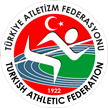 TÜRKİYE ATLETİZM FEDERASYONU
1922
TURKISH ATHLETIC FEDERATION